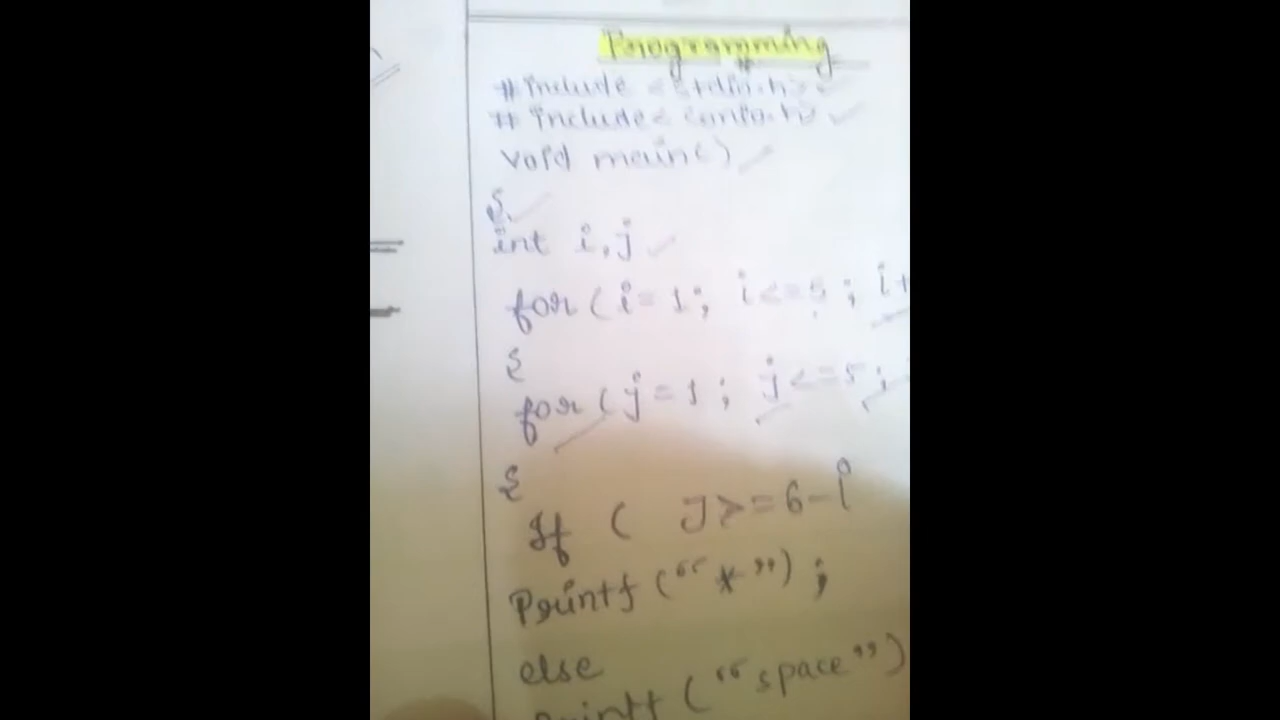 Programming
#include <stdio.h>
# include< conio.h>
void main()
{
int i,j
for (i=1; i<=5; i+
{
for (j=1; j<=5;
{
If ( J>=6-i
Printf (“*”);
else
Printf (“space”)